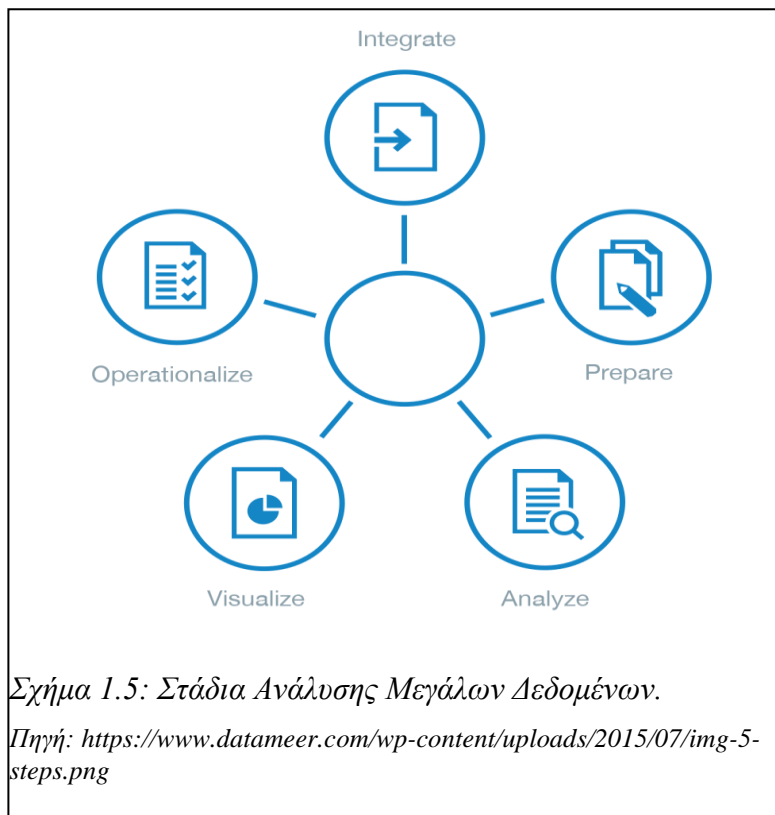 Integrate
Operationalize
Prepare
Visualize
Analyze
Σχήμα 1.5: Στάδια Ανάλυσης Μεγάλων Δεδομένων.
Πηγή: https://www.datameer.com/wp-content/uploads/2015/07/img-5-
steps.png